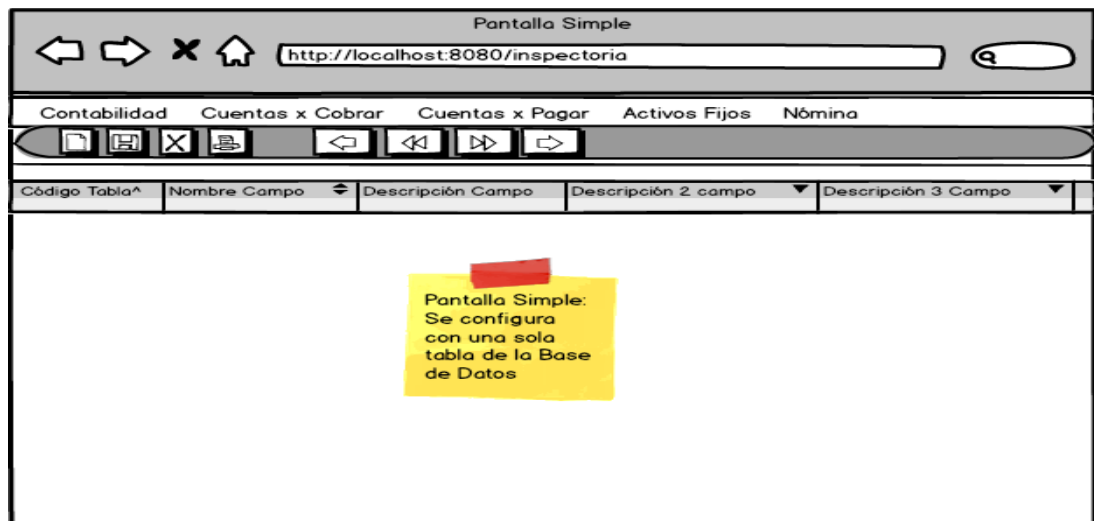 Pantalla Simple
http://localhost:8080/inspectoria
Contabilidad Cuentas x Cobrar Cuentas x Pagar Activos Fijos Nómina
Código Tabla^ Nombre Campo Descripción Campo Descripción 2 campo Descripción 3 Campo
Pantalla Simple:
Se configura
con una sola
tabla de la Base
de Datos